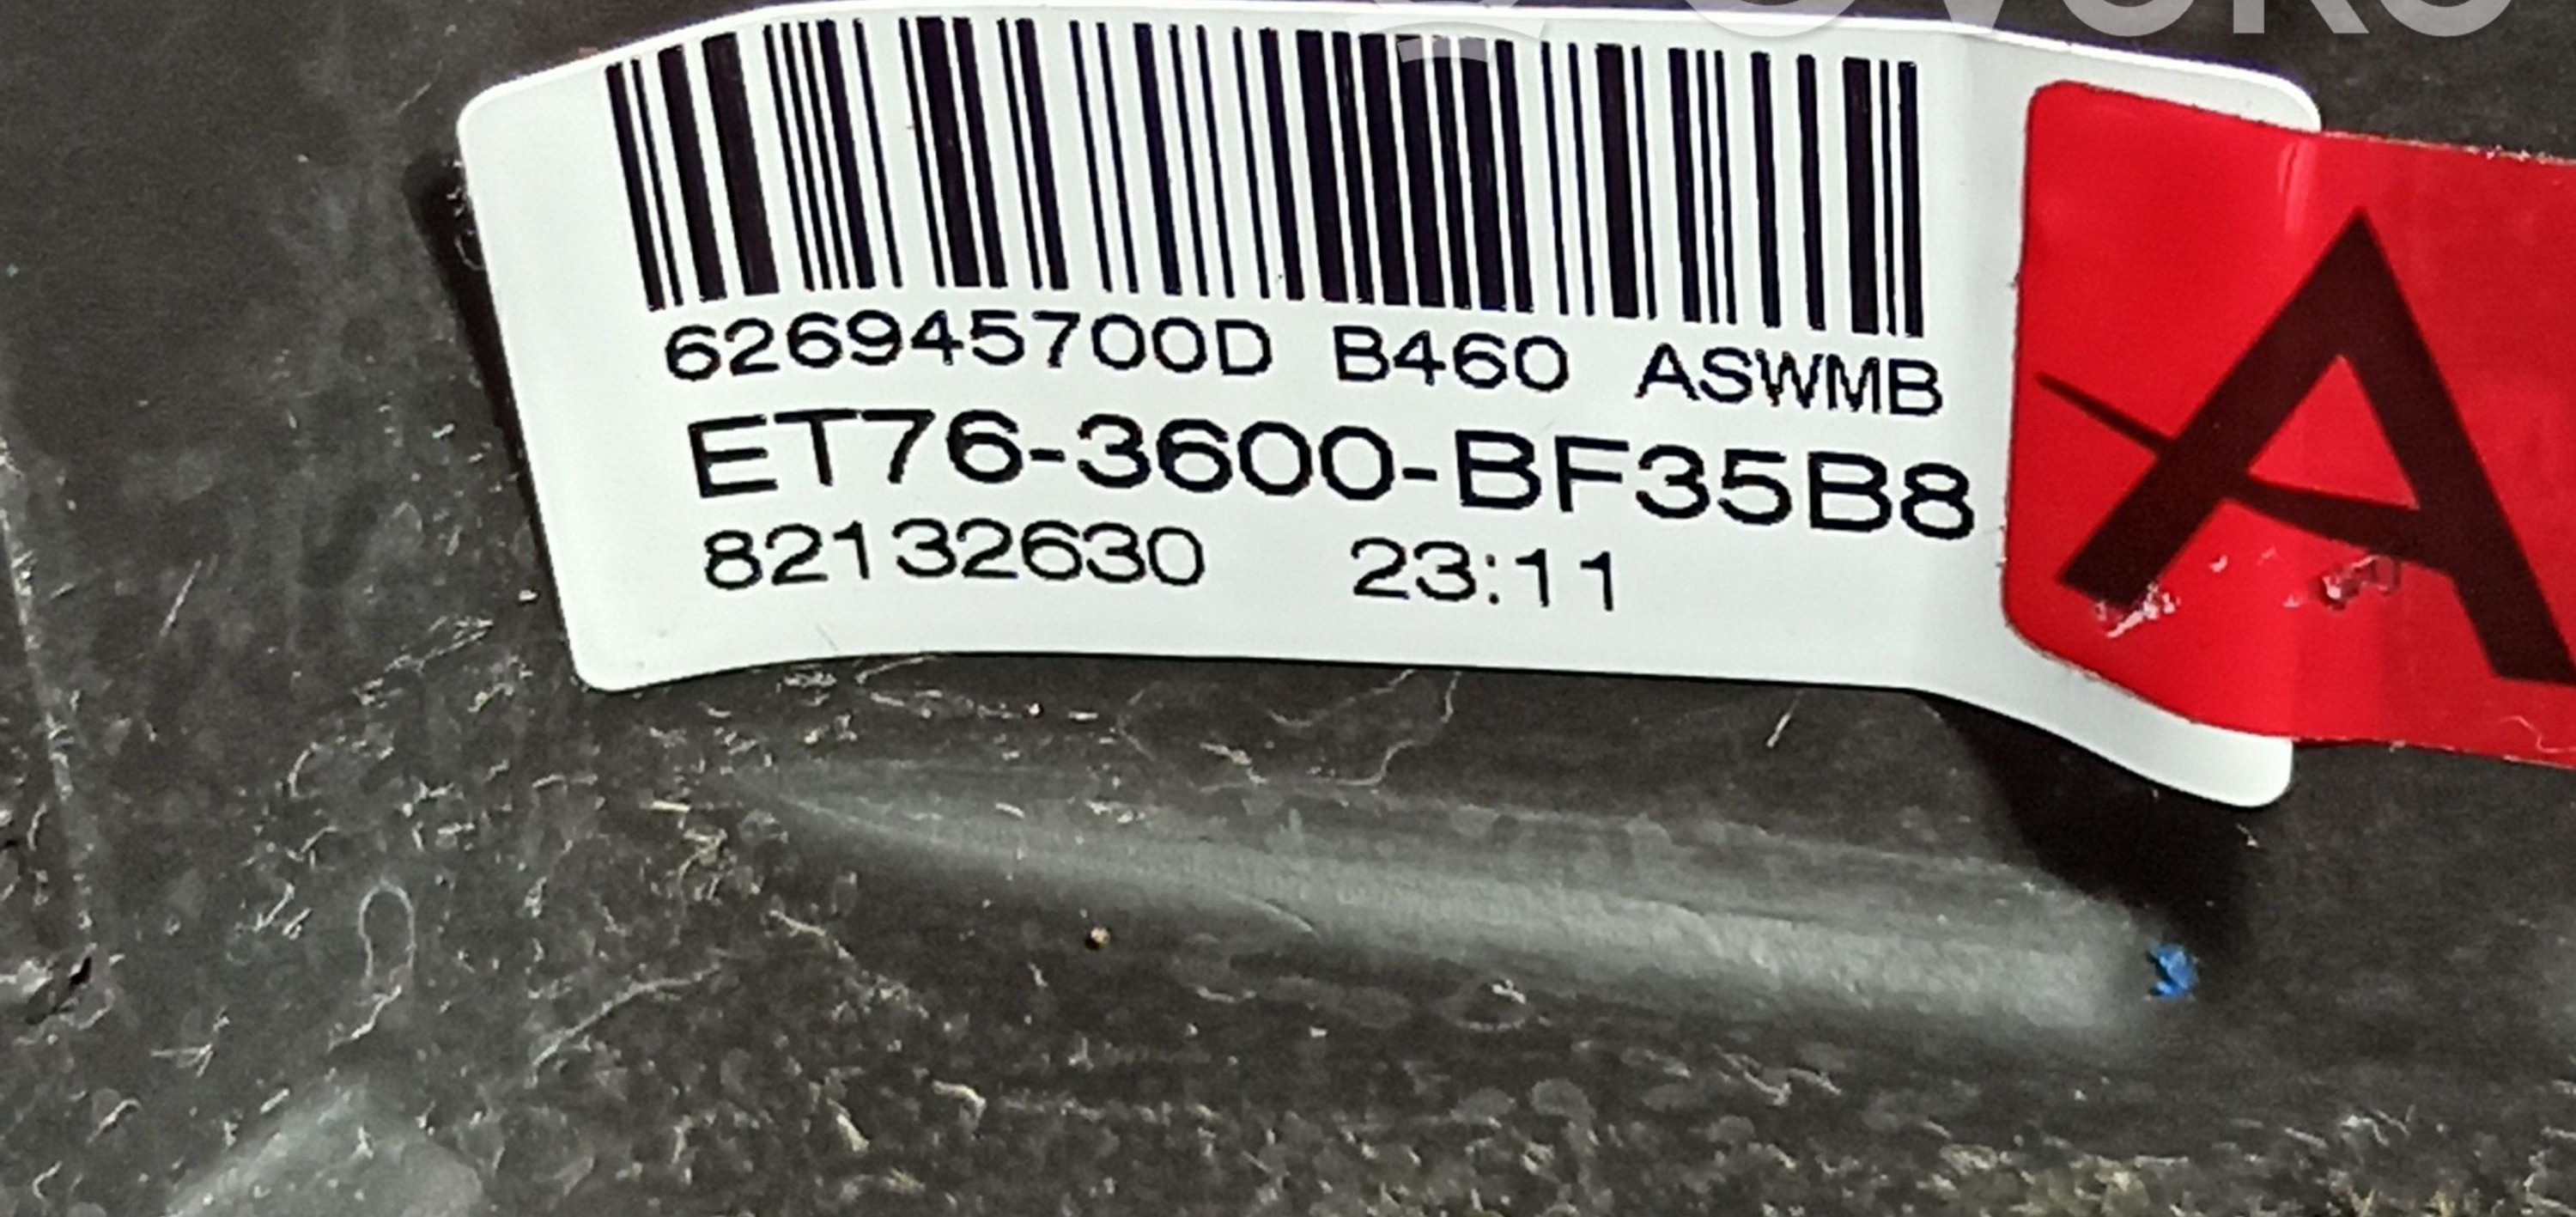 626945700D B460 ASWMB
ET76-3600-BF35B8
82132630 23:11
A